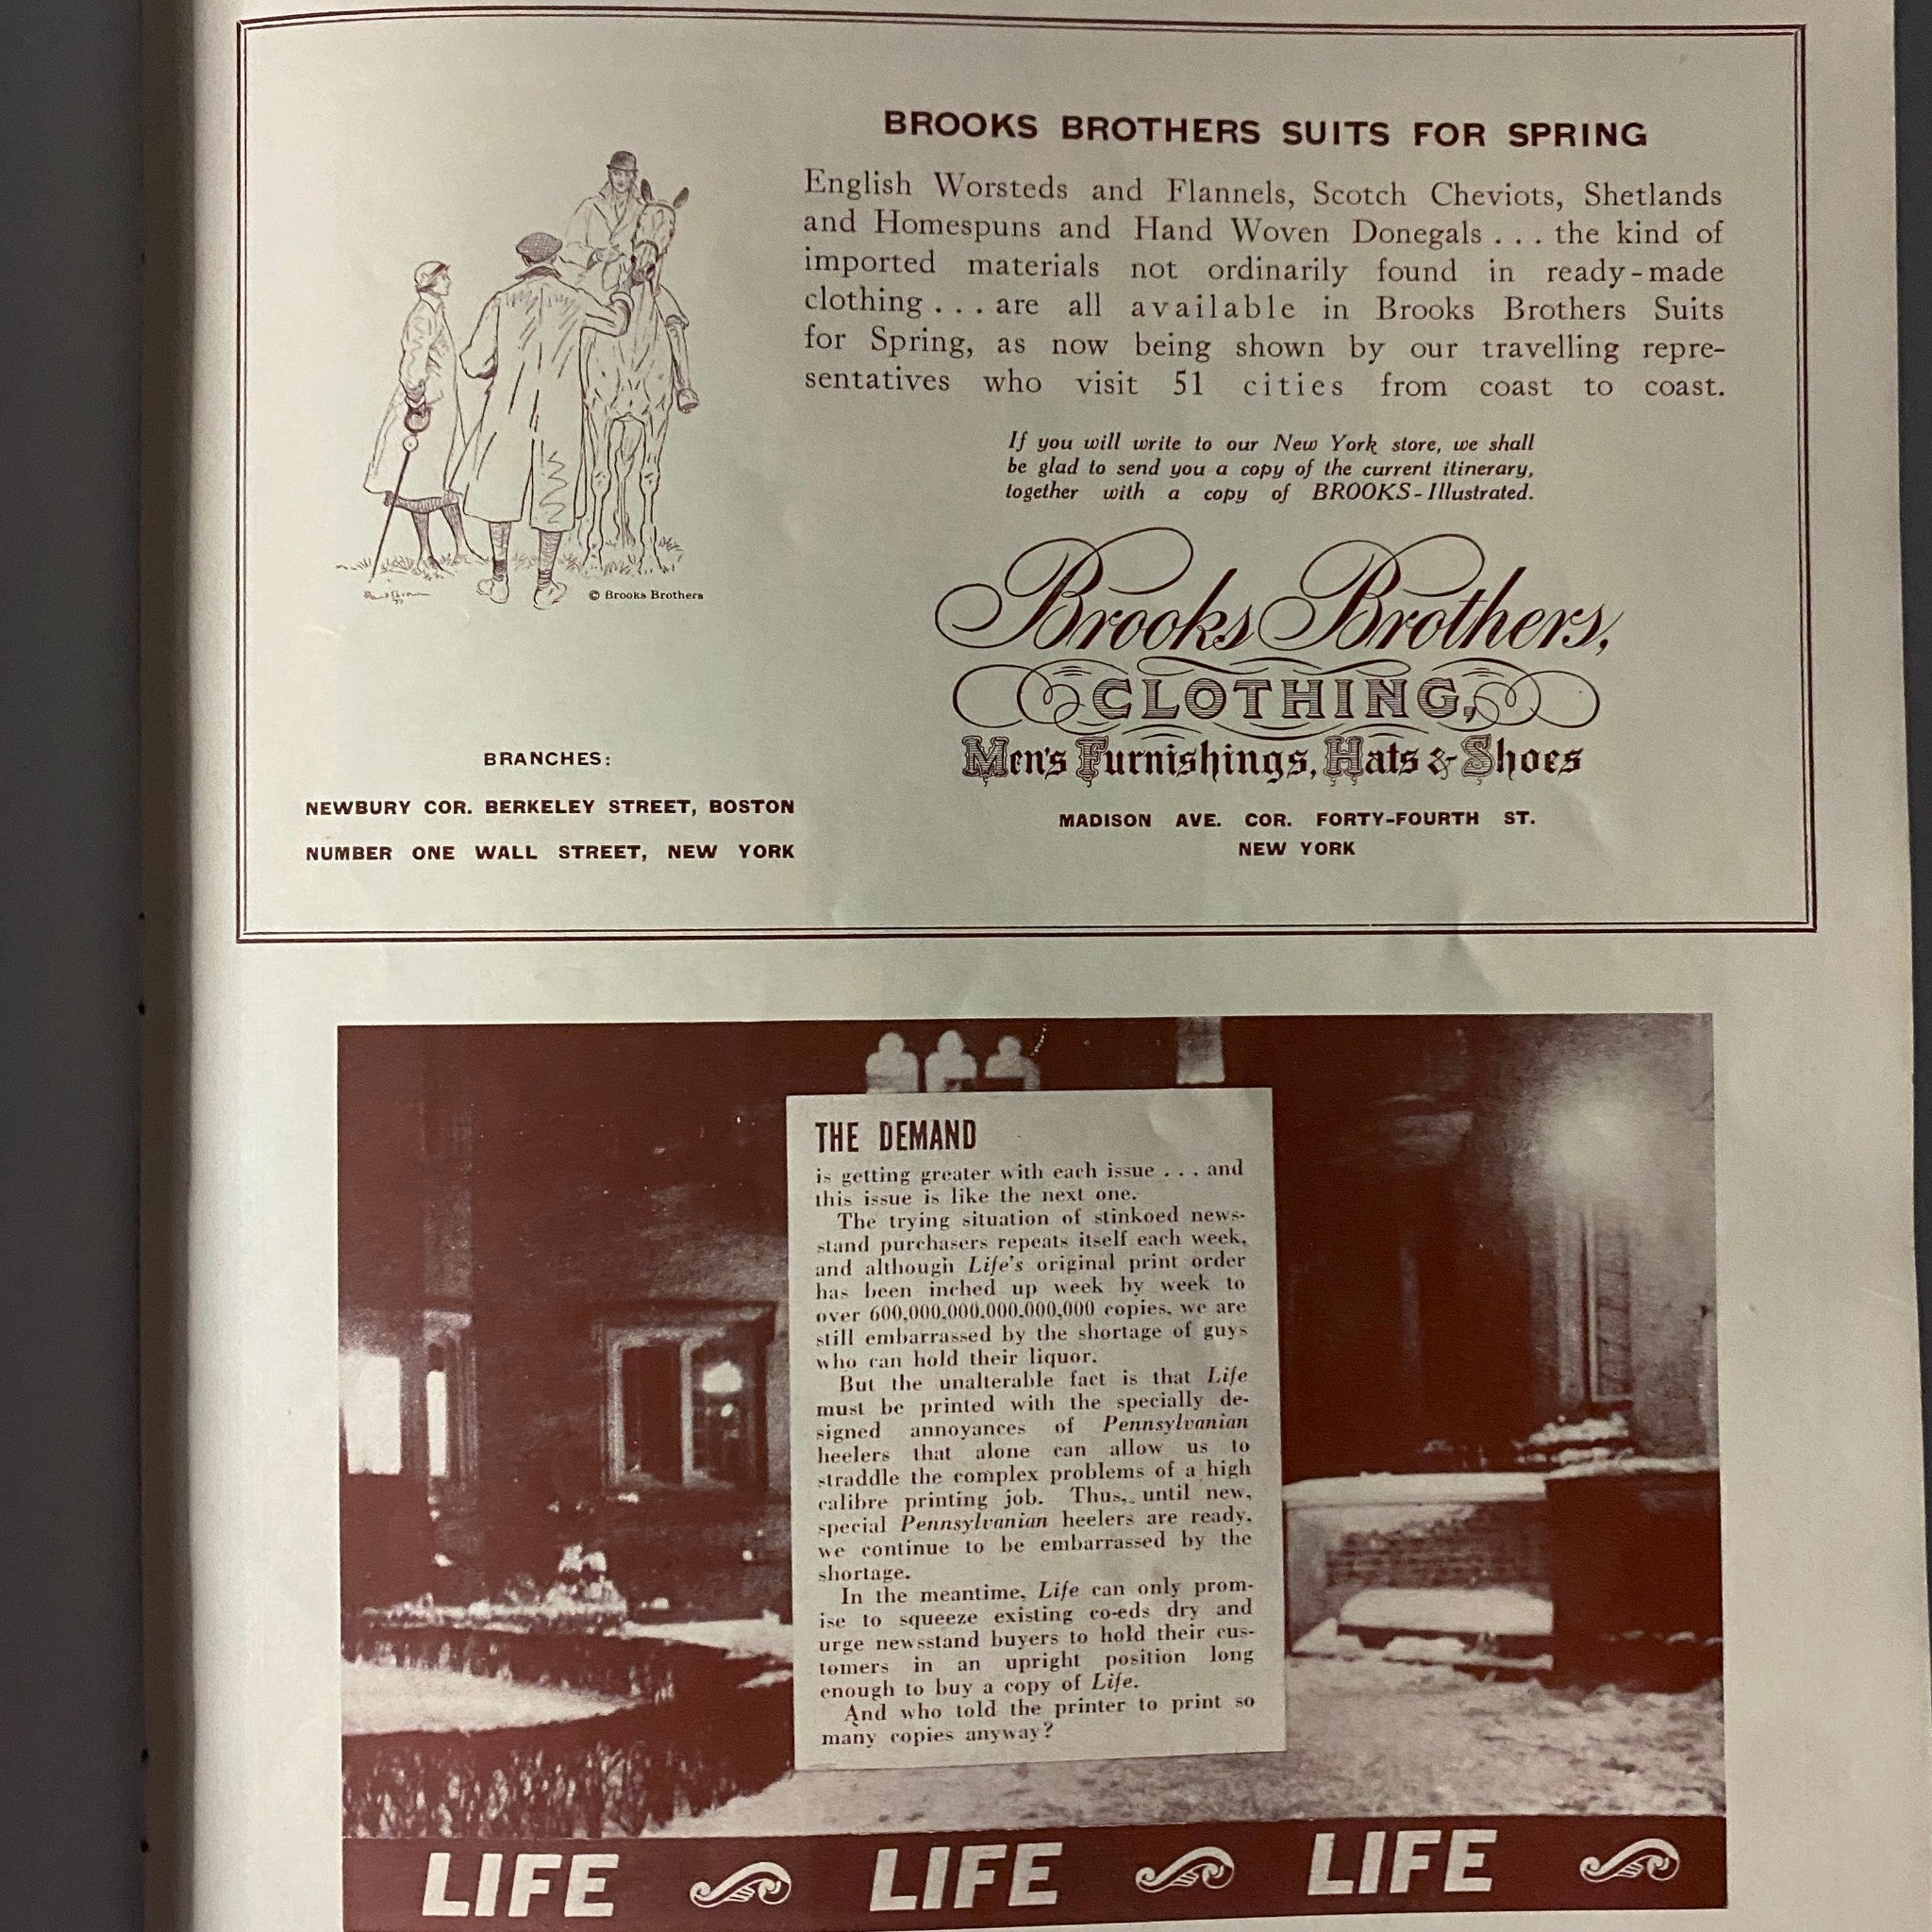 BROOKS BROTHERS SUITS FOR SPRING
English Worsteds and Flannels, Scotch Cheviots, Shetlands
and Homespuns and Hand Woven Donegals . . . the kind of
imported materials not ordinarily found in ready-made
clothing . . . are all available in Brooks Brothers Suits
for Spring, as now being shown by our travelling repre-
sentatives who visit 51 cities from coast to coast.
If you will write to our New York store, we shall
be glad to send you a copy of the current itinerary,
together with a copy of BROOKS-Illustrated.
© Brooks Brothers
Brooks Brothers,
CLOTHING,
Men's Furnishings, Hats & Shoes
BRANCHES:
NEWBURY COR. BERKELEY STREET, BOSTON
NUMBER ONE WALL STREET, NEW YORK
MADISON AVE. COR. FORTY-FOURTH ST.
NEW YORK
THE DEMAND
is getting greater with each issue . . . and
this issue is like the next one.
The trying situation of stinkoed news-
stand purchasers repeats itself each week,
and although Life's original print order
has been inched up week by week to
over 600,000,000,000,000,000 copies, we are
still embarrassed by the shortage of guys
who can hold their liquor.
But the unalterable fact is that Life
must be printed with the specially de-
signed annoyances of Pennsylvanian
heelers that alone can allow us to
straddle the complex problems of a high
calibre printing job. Thus, until new,
special Pennsylvanian heelers are ready,
we continue to be embarrassed by the
shortage.
In the meantime, Life can only prom-
ise to squeeze existing co-eds dry and
urge newsstand buyers to hold their cus-
tomers in an upright position long
enough to buy a copy of Life.
And who told the printer to print so
many copies anyway?
LIFE LIFE LIFE